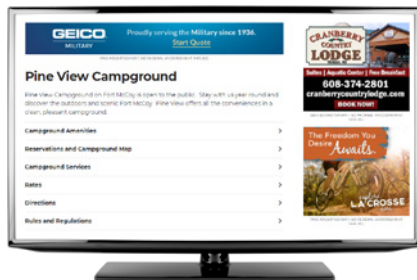 GEICO
MILITARY
Proudly serving the Military since 1936.
Start Quote
Pine View Campground
Pine View Campground on Fort McCoy is open to the public. Stay with us year round and
discover the outdoors and scenic Fort McCoy. Pine View offers all the conveniences in a
clean, pleasant campground.
Campground Amenities
Reservations and Campground Map
Campground Services
Rates
Directions
Rules and Regulations
CRANBERRY
COUNTRY
LODGE
Suites | Aquatic Center | Free Breakfast
608-374-2801
cranberrycountrylodge.com
BOOK NOW!
The Freedom You
Desire
Awaits.
explore
LA CROSSE